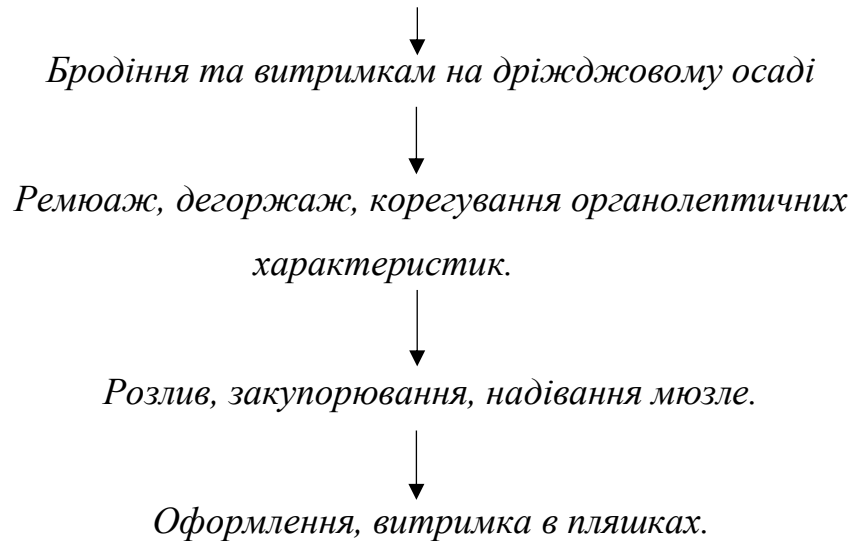 Бродіння та витримкам на дріжджовому осаді
Ремюаж, дегоржаж, корегування органолептичних
характеристик.
Розлив, закупорювання, надівання мюзле.
Оформлення, витримка в пляшках.